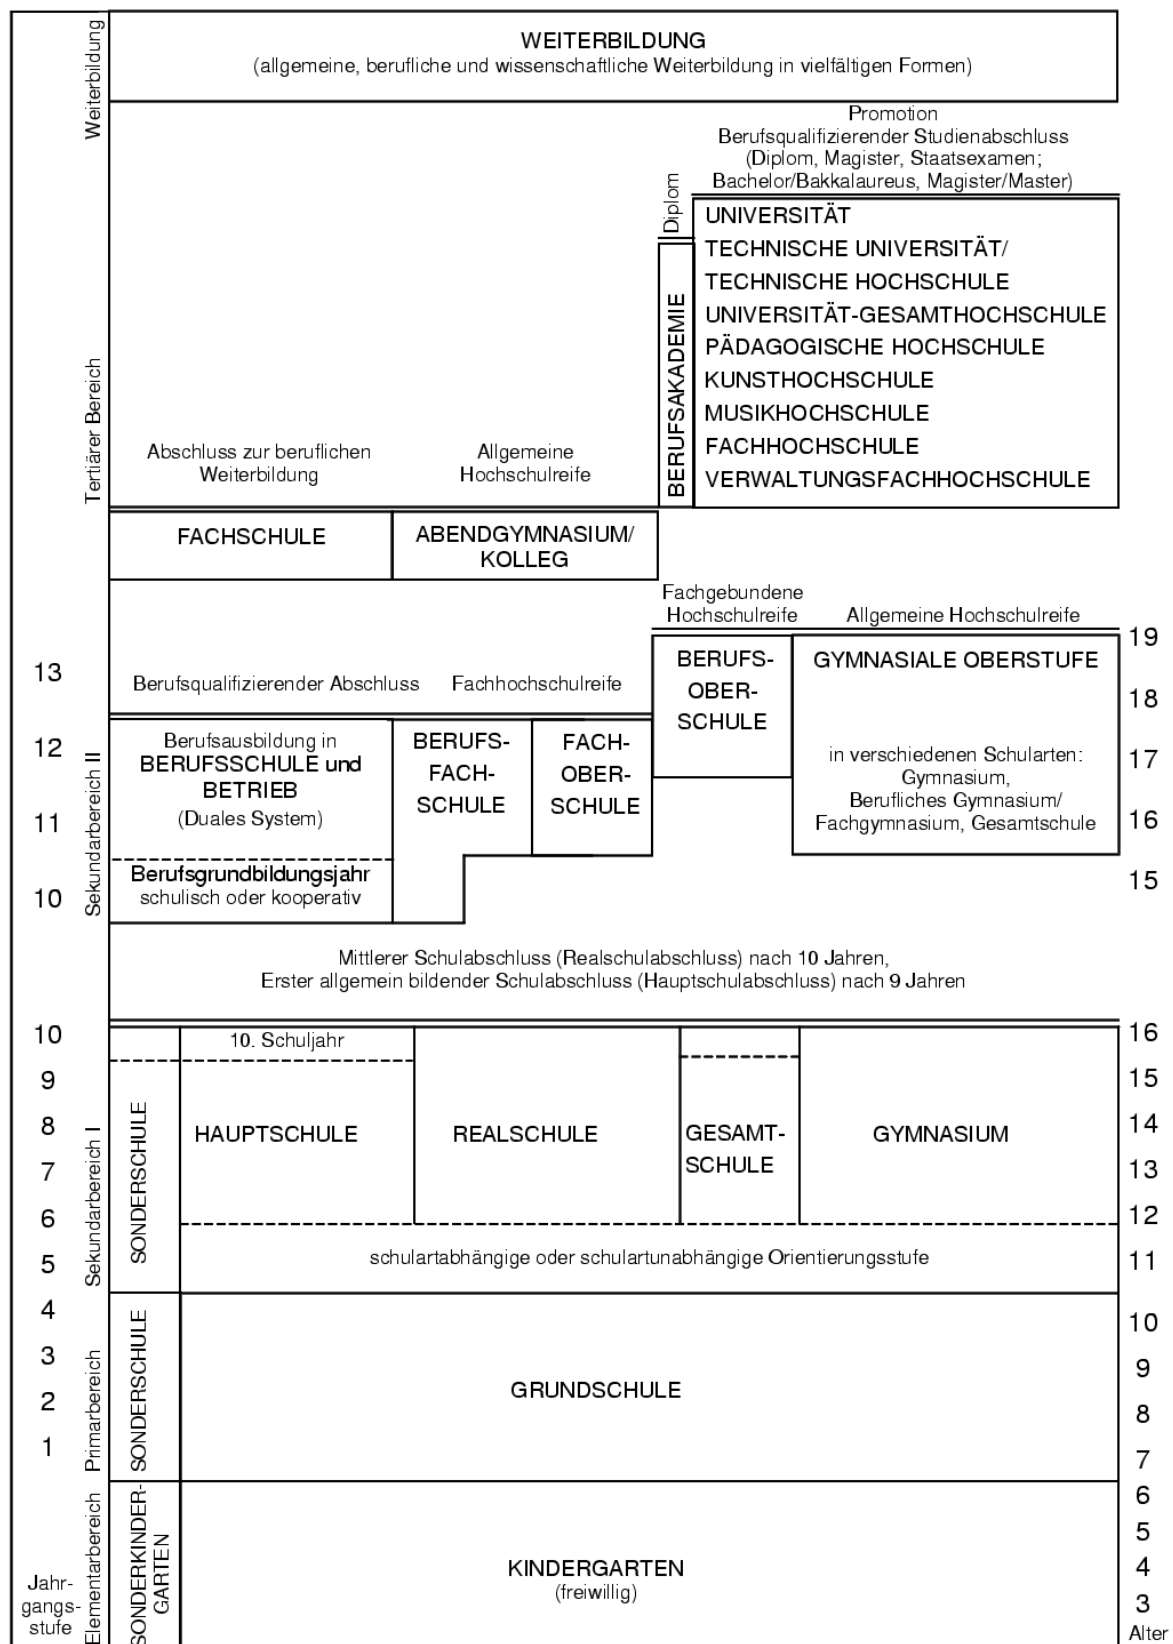 Weiterbildung
WEITERBILDUNG
(allgemeine, berufliche und wissenschaftliche Weiterbildung in vielfältigen Formen)
Promotion
Berufsqualifizierender Studienabschluss
(Diplom, Magister, Staatsexamen;
Bachelor/Bakkalaureus, Magister/Master)
Diplom
Tertiärer Bereich
BERUFSAKADEMIE
UNIVERSITÄT
TECHNISCHE UNIVERSITÄT/
TECHNISCHE HOCHSCHULE
UNIVERSITÄT-GESAMTHOCHSCHULE
PÄDAGOGISCHE HOCHSCHULE
KUNSTHOCHSCHULE
MUSIKHOCHSCHULE
FACHHOCHSCHULE
VERWALTUNGSFACHHOCHSCHULE
Abschluss zur beruflichen
Weiterbildung
Allgemeine
Hochschulreife
FACHSCHULE
ABENDGYMNASIUM/
KOLLEG
Fachgebundene
Hochschulreife
Allgemeine Hochschulreife
13
12
11
10
Sekundarbereich II
Berufsqualifizierender Abschluss
Fachhochschulreife
Berufsausbildung in
BERUFSSCHULE und
BETRIEB
(Duales System)
Berufsgrundbildungsjahr
schulisch oder kooperativ
BERUFS-
FACH-
SCHULE
FACH-
OBER-
SCHULE
BERUFS-
OBER-
SCHULE
GYMNASIALE OBERSTUFE
in verschiedenen Schularten:
Gymnasium,
Berufliches Gymnasium/
Fachgymnasium, Gesamtschule
19
18
17
16
15
Mittlerer Schulabschluss (Realschulabschluss) nach 10 Jahren,
Erster allgemein bildender Schulabschluss (Hauptschulabschluss) nach 9 Jahren
10
9
8
7
6
5
Sekundarbereich I
SONDERSCHULE
10. Schuljahr
HAUPTSCHULE
REALSCHULE
GESAMT-
SCHULE
GYMNASIUM
schulartabhängige oder schulartunabhängige Orientierungsstufe
16
15
14
13
12
11
4
3
2
1
Primarbereich
SONDERSCHULE
GRUNDSCHULE
10
9
8
7
Jahr-
gangs-
stufe
Elementarbereich
SONDERKINDER-
GARTEN
KINDERGARTEN
(freiwillig)
6
5
4
3
Alter